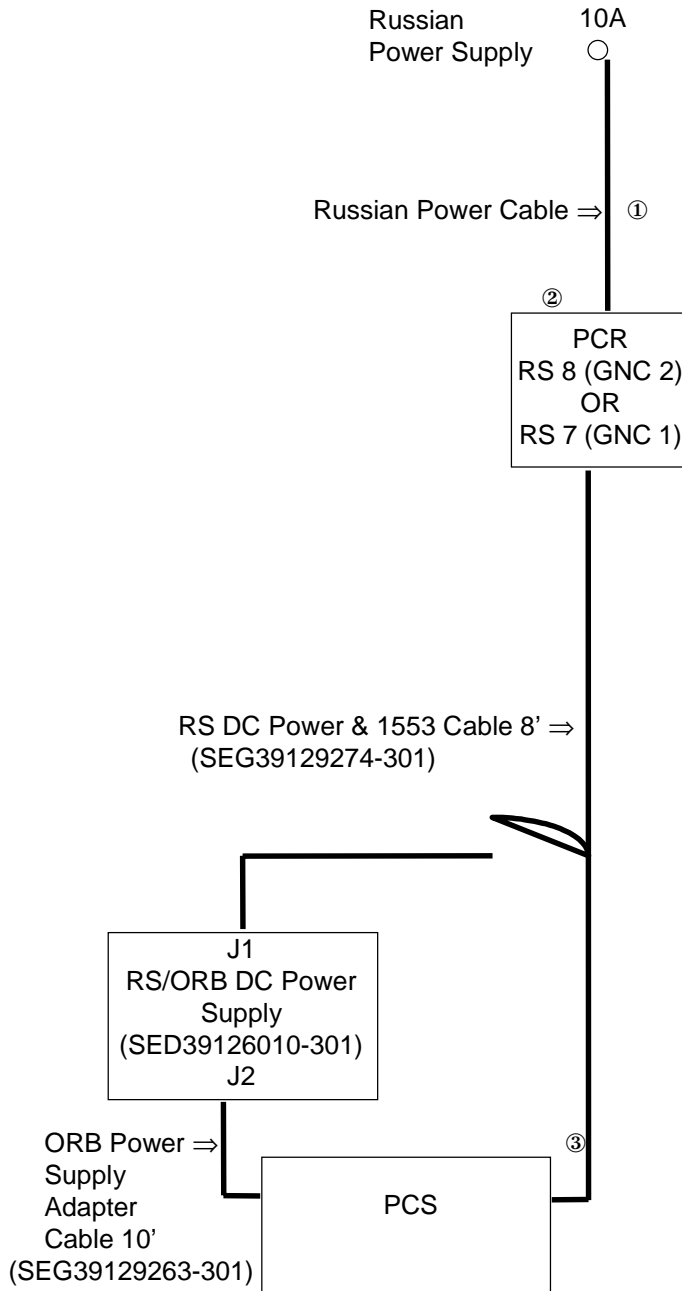 Russian
Power Supply
10A
Russian Power Cable ⇒
①
②
PCR
RS 8 (GNC 2)
OR
RS 7 (GNC 1)
RS DC Power & 1553 Cable 8’ ⇒
(SEG39129274-301)
J1
RS/ORB DC Power
Supply
(SED39126010-301)
J2
ORB Power ⇒
Supply
Adapter
Cable 10’
(SEG39129263-301)
③
PCS